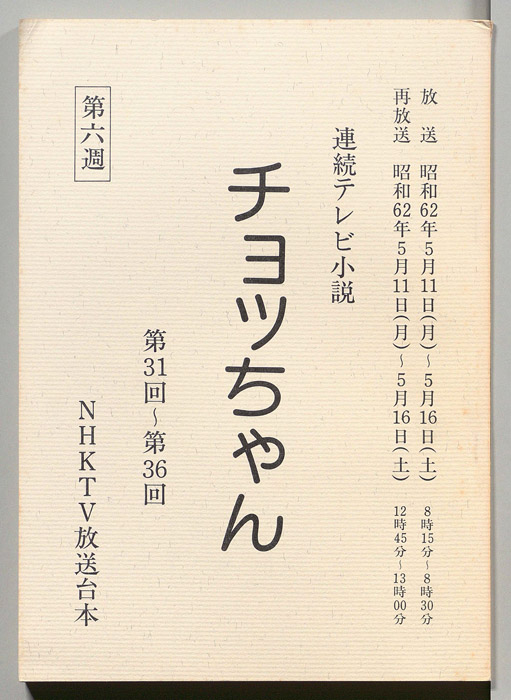 放送 昭和62年5月11日(月)～5月16日(土) 8時15分～8時30分
再放送 昭和62年5月11日(月)～5月16日(土) 12時45分～13時00分
連続テレビ小説
チョッちゃん
第31回～第36回
第六週
NHKTV放送台本